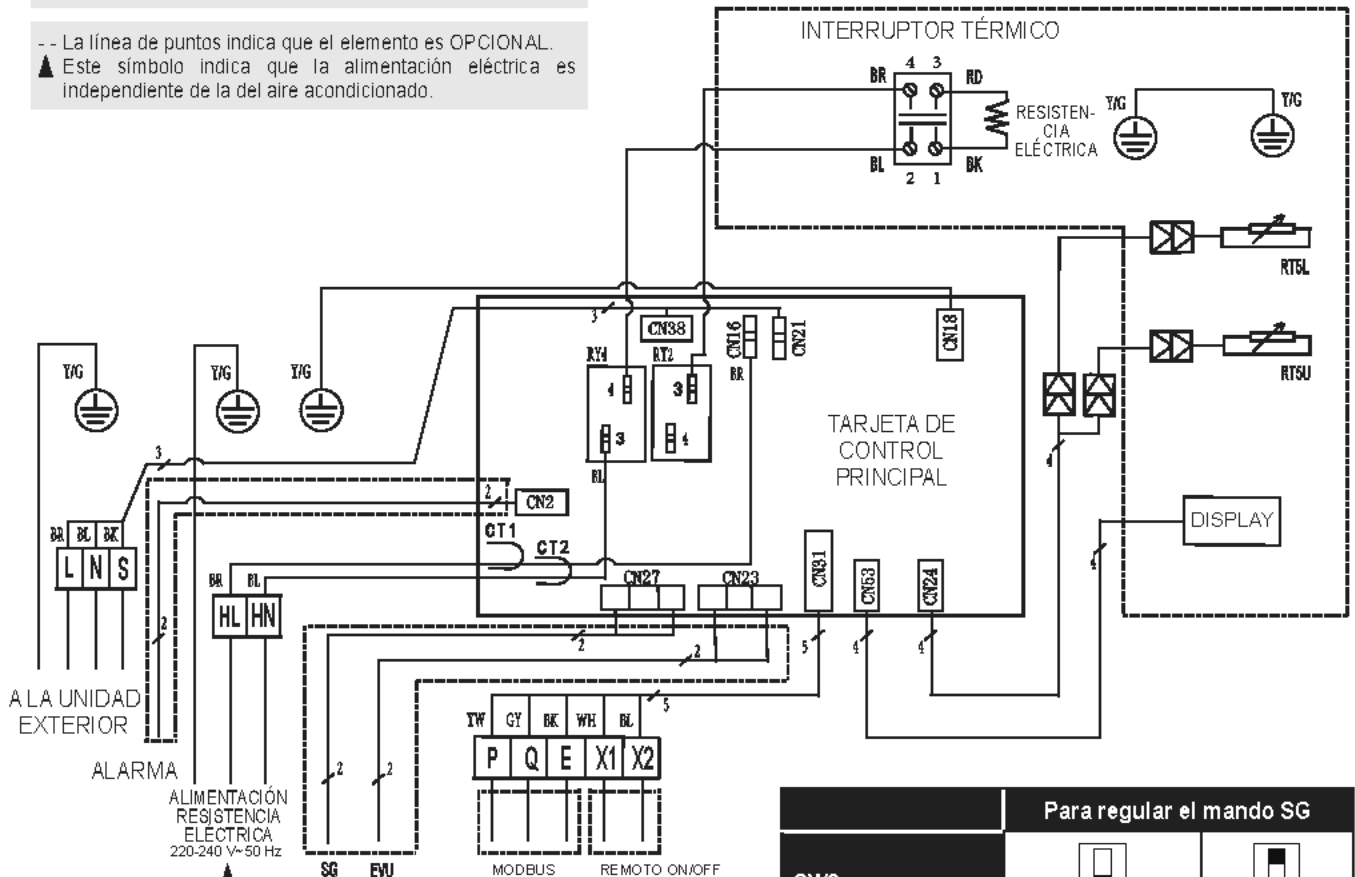 - - La línea de puntos indica que el elemento es OPCIONAL.
▲ Este símbolo indica que la alimentación eléctrica es
independiente de la del aire acondicionado.
INTERRUPTOR TÉRMICO
4 3
BR RD
RESISTEN-
CIA
ELÉCTRICA
BL BK
2 1
Y/G Y/G
RT5L
RT5U
Y/G Y/G Y/G
3
CN38
CN16
CN21
CN18
BR
RY4 RY2
4 3
3 4
BL
TARJETA DE
CONTROL
PRINCIPAL
4
3
2
CN2
CT1
CT2
CN27 CN23
CN31
CN53
CN24
DISPLAY
4
BR BL BK
L N S
2
BR BL
HL HN
2
2
5 4 4
5
A LA UNIDAD
EXTERIOR
ALARMA
ALIMENTACIÓN
RESISTENCIA
ELÉCTRICA
220-240 V~ 50 Hz
▲
2 2
SG EVU
YW GY BK WH BL
P Q E X1 X2
MODBUS REMOTO ON/OFF
Para regular el mando SG